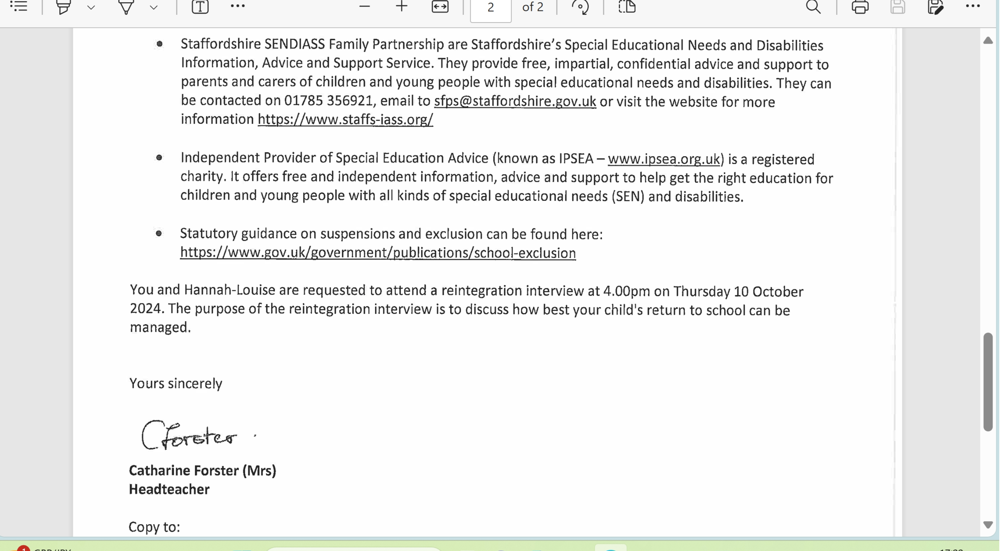 2 of 2
Staffordshire SENDIASS Family Partnership are Staffordshire's Special Educational Needs and Disabilities
Information, Advice and Support Service. They provide free, impartial, confidential advice and support to
parents and carers of children and young people with special educational needs and disabilities. They can
be contacted on 01785 356921, email to sfps@staffordshire.gov.uk or visit the website for more
information https://www.staffs-iass.org/
Independent Provider of Special Education Advice (known as IPSEA – www.ipsea.org.uk) is a registered
charity. It offers free and independent information, advice and support to help get the right education for
children and young people with all kinds of special educational needs (SEN) and disabilities.
Statutory guidance on suspensions and exclusion can be found here:
https://www.gov.uk/government/publications/school-exclusion
You and Hannah-Louise are requested to attend a reintegration interview at 4.00pm on Thursday 10 October
2024. The purpose of the reintegration interview is to discuss how best your child's return to school can be
managed.
Yours sincerely
CForster
Catharine Forster (Mrs)
Headteacher
Copy to: